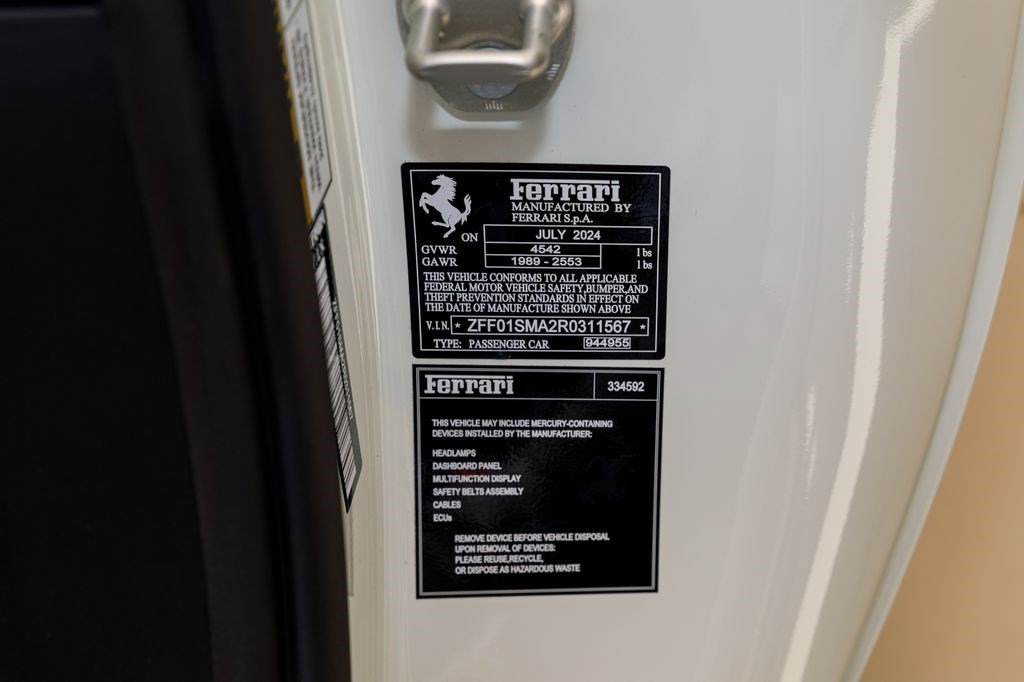 Ferrari
MANUFACTURED BY
FERRARI S.p.A.
ON JULY 2024
GVWR 4542 lbs
GAWR 1989 - 2553 lbs
THIS VEHICLE CONFORMS TO ALL APPLICABLE
FEDERAL MOTOR VEHICLE SAFETY,BUMPER,AND
THEFT PREVENTION STANDARDS IN EFFECT ON
THE DATE OF MANUFACTURE SHOWN ABOVE
V.I.N. * ZFF01SMA2R0311567 *
TYPE: PASSENGER CAR 944955
Ferrari 334592
THIS VEHICLE MAY INCLUDE MERCURY-CONTAINING
DEVICES INSTALLED BY THE MANUFACTURER:
HEADLAMPS
DASHBOARD PANEL
MULTIFUNCTION DISPLAY
SAFETY BELTS ASSEMBLY
CABLES
ECUs
REMOVE DEVICE BEFORE VEHICLE DISPOSAL
UPON REMOVAL OF DEVICES:
PLEASE REUSE,RECYCLE,
OR DISPOSE AS HAZARDOUS WASTE